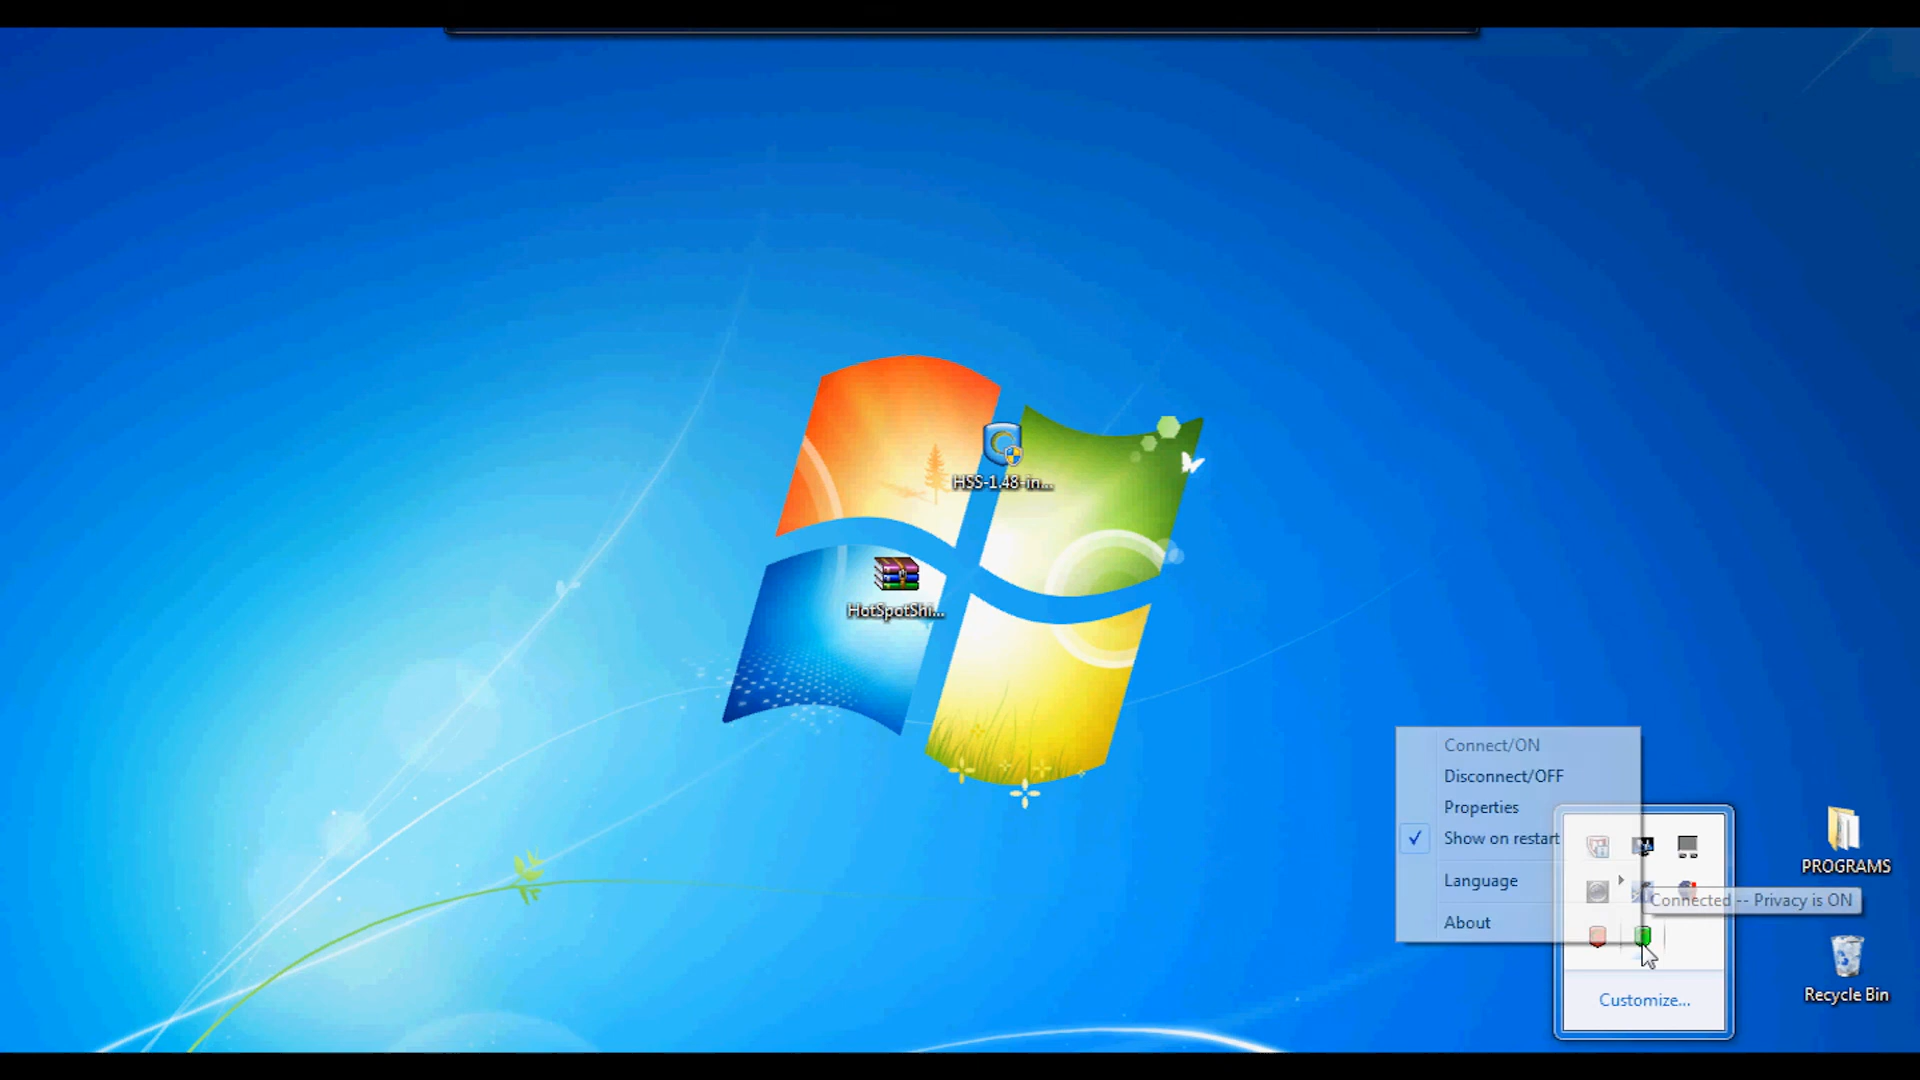 HSS-1.48-in...
HotSpotShi...
Connect/ON
Disconnect/OFF
Properties
Show on restart
Language
About
Connected -- Privacy is ON
Customize...
PROGRAMS
Recycle Bin